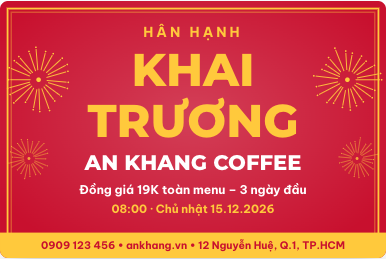 HÂN HẠNH
KHAI
TRƯƠNG
AN KHANG COFFEE
Đồng giá 19K toàn menu – 3 ngày đầu
08:00 · Chủ nhật 15.12.2026
0909 123 456 • ankhang.vn • 12 Nguyễn Huệ, Q.1, TP.HCM